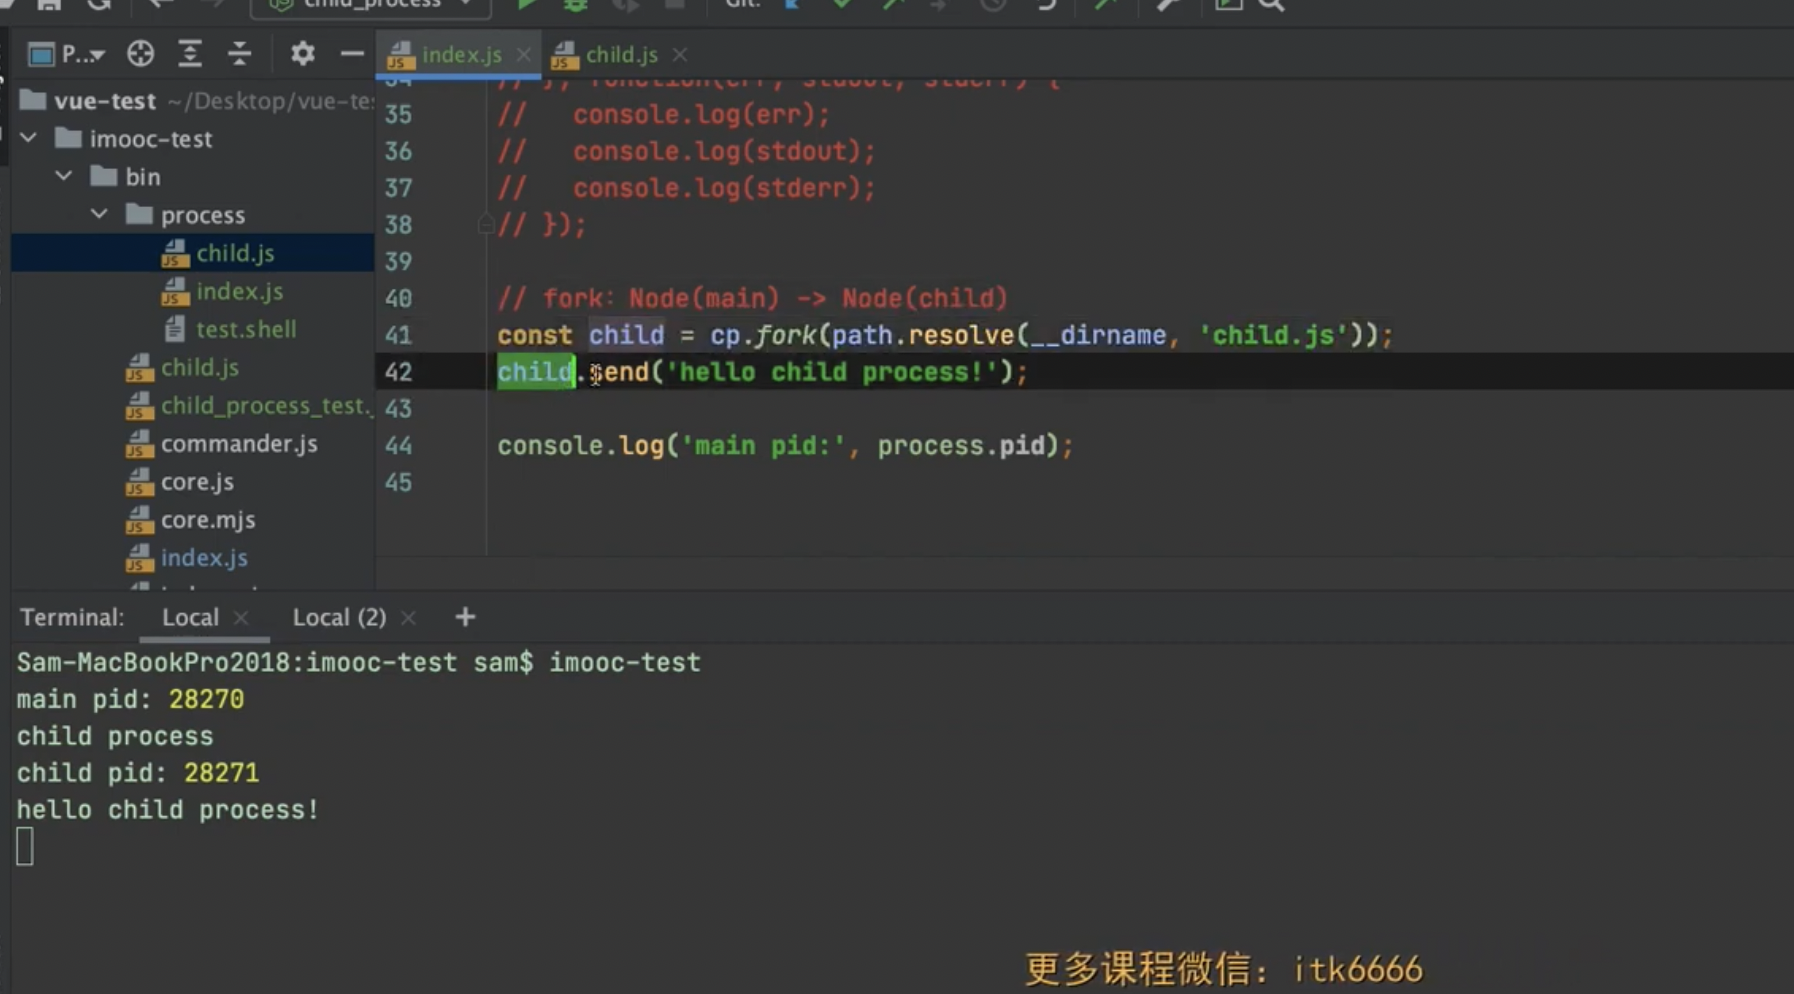 child_process
Git:
P...
index.js
child.js
vue-test ~/Desktop/vue-te
imooc-test
bin
process
child.js
index.js
test.shell
child.js
child_process_test.
commander.js
core.js
core.mjs
index.js
34 // }, function(err, stdout, stderr) {
35 // console.log(err);
36 // console.log(stdout);
37 // console.log(stderr);
38 // });
39
40 // fork: Node(main) -> Node(child)
41 const child = cp.fork(path.resolve(__dirname, 'child.js'));
42 child.send('hello child process!');
43
44 console.log('main pid:', process.pid);
45
Terminal: Local Local (2) +
Sam-MacBookPro2018:imooc-test sam$ imooc-test
main pid: 28270
child process
child pid: 28271
hello child process!
更多课程微信：itk6666